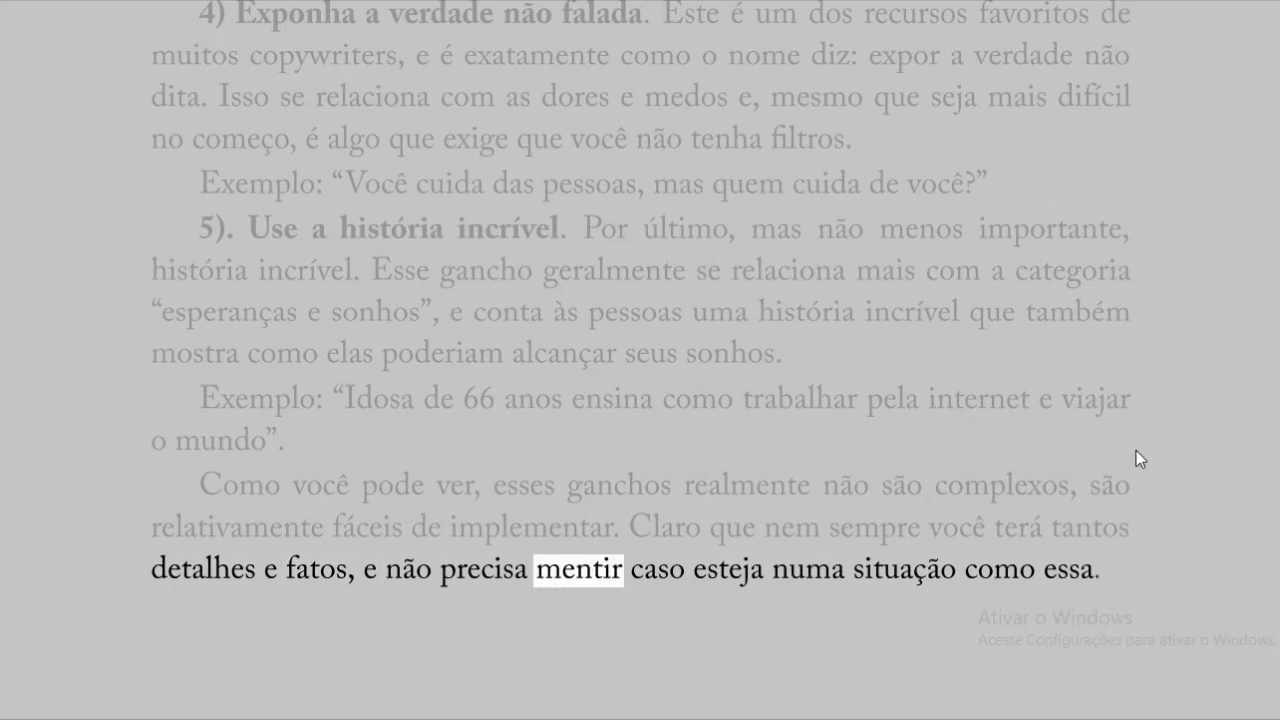 4) Exponha a verdade não falada. Este é um dos recursos favoritos de
muitos copywriters, e é exatamente como o nome diz: expor a verdade não
dita. Isso se relaciona com as dores e medos e, mesmo que seja mais difícil
no começo, é algo que exige que você não tenha filtros.
Exemplo: “Você cuida das pessoas, mas quem cuida de você?”
5). Use a história incrível. Por último, mas não menos importante,
história incrível. Esse gancho geralmente se relaciona mais com a categoria
“esperanças e sonhos”, e conta às pessoas uma história incrível que também
mostra como elas poderiam alcançar seus sonhos.
Exemplo: “Idosa de 66 anos ensina como trabalhar pela internet e viajar
o mundo”.
Como você pode ver, esses ganchos realmente não são complexos, são
relativamente fáceis de implementar. Claro que nem sempre você terá tantos
detalhes e fatos, e não precisa mentir caso esteja numa situação como essa.
Ativar o Windows
Acesse Configurações para ativar o Windows.